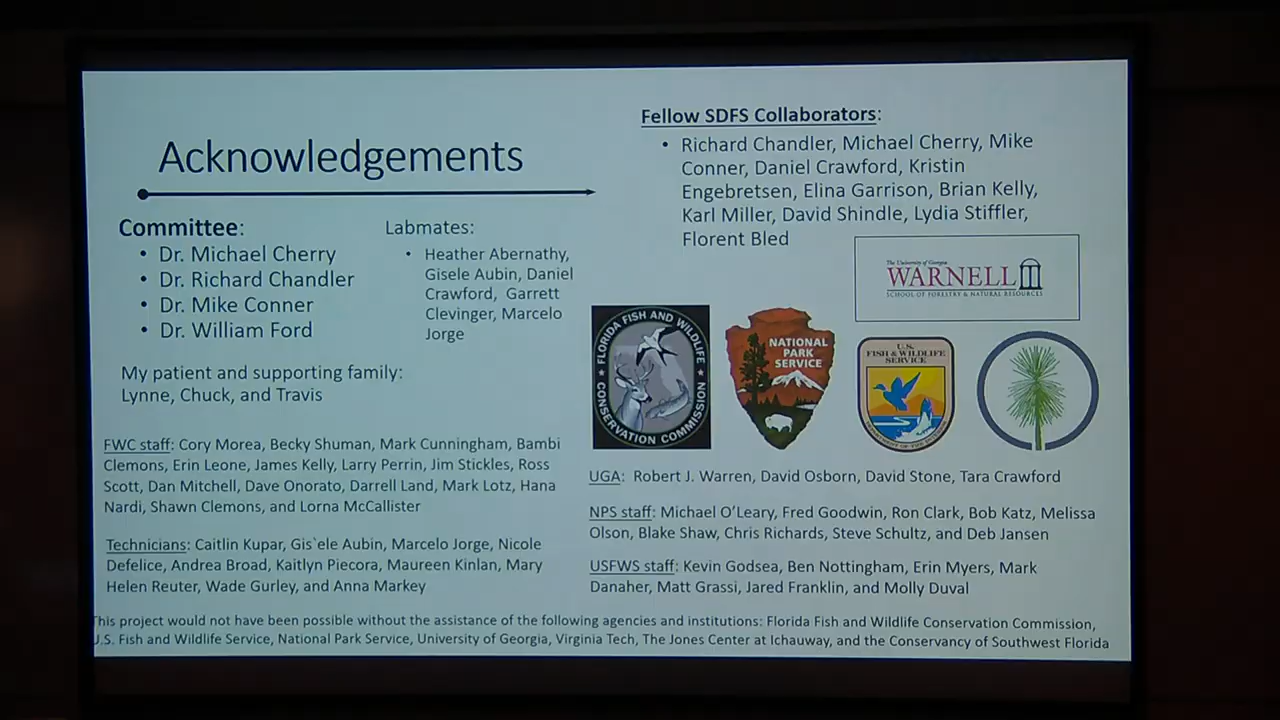 Acknowledgements
Committee:
• Dr. Michael Cherry
• Dr. Richard Chandler
• Dr. Mike Conner
• Dr. William Ford
Labmates:
• Heather Abernathy,
Gisele Aubin, Daniel
Crawford, Garrett
Clevinger, Marcelo
Jorge
My patient and supporting family:
Lynne, Chuck, and Travis
FWC staff: Cory Morea, Becky Shuman, Mark Cunningham, Bambi
Clemons, Erin Leone, James Kelly, Larry Perrin, Jim Stickles, Ross
Scott, Dan Mitchell, Dave Onorato, Darrell Land, Mark Lotz, Hana
Nardi, Shawn Clemons, and Lorna McCallister
Technicians: Caitlin Kupar, Gis`ele Aubin, Marcelo Jorge, Nicole
Defelice, Andrea Broad, Kaitlyn Piecora, Maureen Kinlan, Mary
Helen Reuter, Wade Gurley, and Anna Markey
Fellow SDFS Collaborators:
• Richard Chandler, Michael Cherry, Mike
Conner, Daniel Crawford, Kristin
Engebretsen, Elina Garrison, Brian Kelly,
Karl Miller, David Shindle, Lydia Stiffler,
Florent Bled
The University of Georgia
WARNELL
SCHOOL OF FORESTRY & NATURAL RESOURCES
FLORIDA FISH AND WILDLIFE
CONSERVATION COMMISSION
NATIONAL
PARK
SERVICE
U.S.
FISH & WILDLIFE
SERVICE
DEPARTMENT OF THE INTERIOR
UGA: Robert J. Warren, David Osborn, David Stone, Tara Crawford
NPS staff: Michael O’Leary, Fred Goodwin, Ron Clark, Bob Katz, Melissa
Olson, Blake Shaw, Chris Richards, Steve Schultz, and Deb Jansen
USFWS staff: Kevin Godsea, Ben Nottingham, Erin Myers, Mark
Danaher, Matt Grassi, Jared Franklin, and Molly Duval
This project would not have been possible without the assistance of the following agencies and institutions: Florida Fish and Wildlife Conservation Commission,
U.S. Fish and Wildlife Service, National Park Service, University of Georgia, Virginia Tech, The Jones Center at Ichauway, and the Conservancy of Southwest Florida